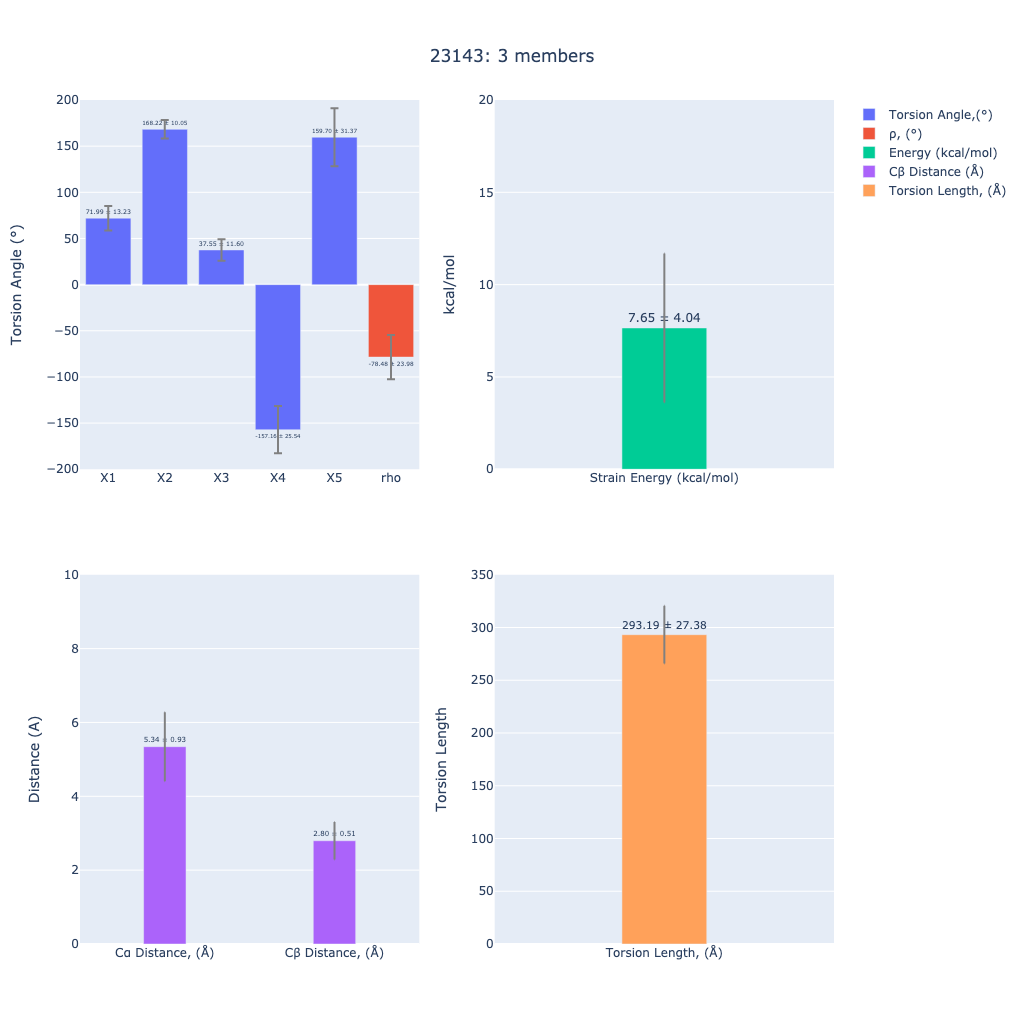 23143: 3 members
Torsion Angle (°)
200
150
100
50
0
−50
−100
−150
−200
71.99 ± 13.23
168.22 ± 10.05
37.55 ± 11.60
-157.16 ± 25.54
159.70 ± 31.37
-78.48 ± 23.98
X1
X2
X3
X4
X5
rho
kcal/mol
20
15
10
5
0
7.65 ± 4.04
Strain Energy (kcal/mol)
Torsion Angle,(°)
ρ, (°)
Energy (kcal/mol)
Cβ Distance (Å)
Torsion Length, (Å)
Distance (A)
10
8
6
4
2
0
5.34 ± 0.93
2.80 ± 0.51
Cα Distance, (Å)
Cβ Distance, (Å)
Torsion Length
350
300
250
200
150
100
50
0
293.19 ± 27.38
Torsion Length, (Å)